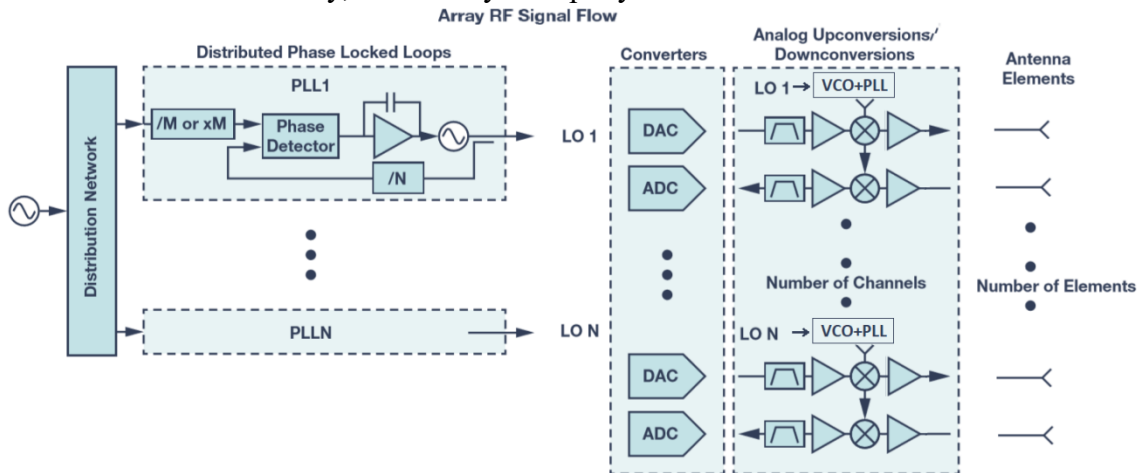 Array RF Signal Flow
Distributed Phase Locked Loops
Converters
Analog Upconversions/
Downconversions
Antenna
Elements
Distribution Network
PLL1
/M or xM
Phase
Detector
/N
LO 1
DAC
ADC
LO 1
VCO+PLL
Number of Channels
Number of Elements
PLLN
LO N
DAC
ADC
LO N
VCO+PLL